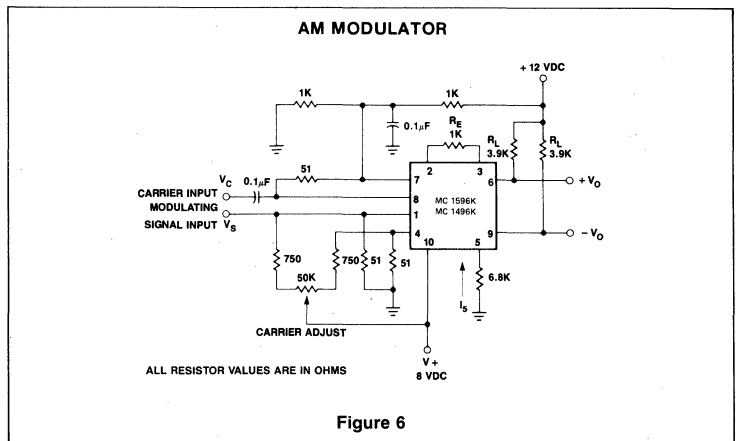 AM MODULATOR
+ 12 VDC
1K
1K
0.1μF
R_E
1K
R_L
3.9K
R_L
3.9K
V_C
0.1μF
51
CARRIER INPUT
MODULATING
SIGNAL INPUT V_S
2
3
7
8
1
4
10
5
6
9
MC 1596K
MC 1496K
+ V_O
− V_O
750
50K
750
51
51
I_5
6.8K
CARRIER ADJUST
V +
8 VDC
ALL RESISTOR VALUES ARE IN OHMS
Figure 6